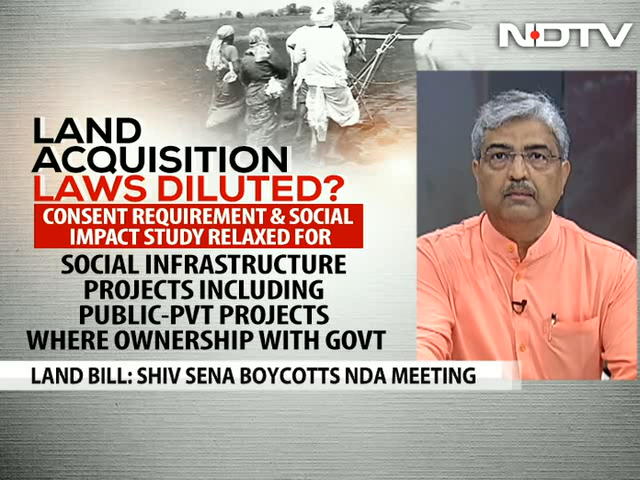 NDTV
LAND
ACQUISITION
LAWS DILUTED?
CONSENT REQUIREMENT & SOCIAL
IMPACT STUDY RELAXED FOR
SOCIAL INFRASTRUCTURE
PROJECTS INCLUDING
PUBLIC-PVT PROJECTS
WHERE OWNERSHIP WITH GOVT
LAND BILL: SHIV SENA BOYCOTTS NDA MEETING